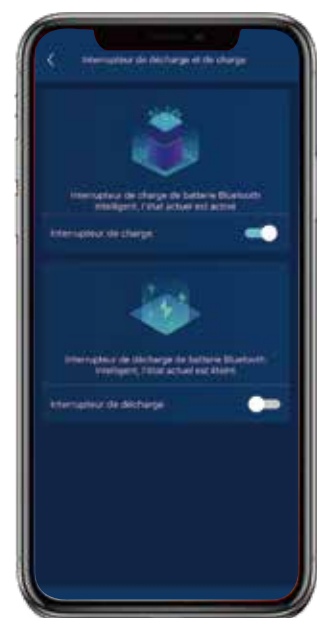 Interrupteur de décharge et de charge
Interrupteur de charge de batterie Bluetooth
intelligent, l'état actuel est activé
Interrupteur de charge
Interrupteur de décharge de batterie Bluetooth
intelligent, l'état actuel est éteint
Interrupteur de décharge